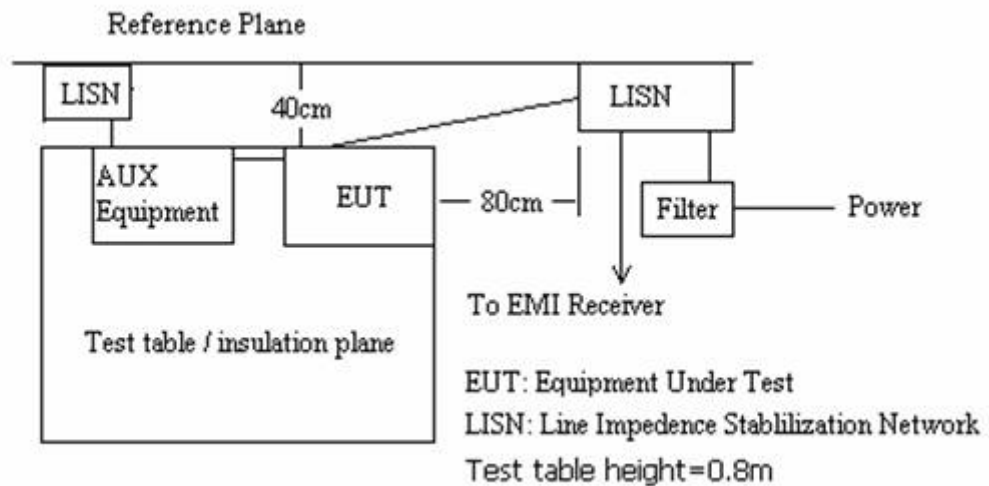 Reference Plane
LISN
40cm
LISN
AUX
Equipment
EUT
80cm
Filter
Power
To EMI Receiver
Test table / insulation plane
EUT: Equipment Under Test
LISN: Line Impedence Stablilization Network
Test table height=0.8m